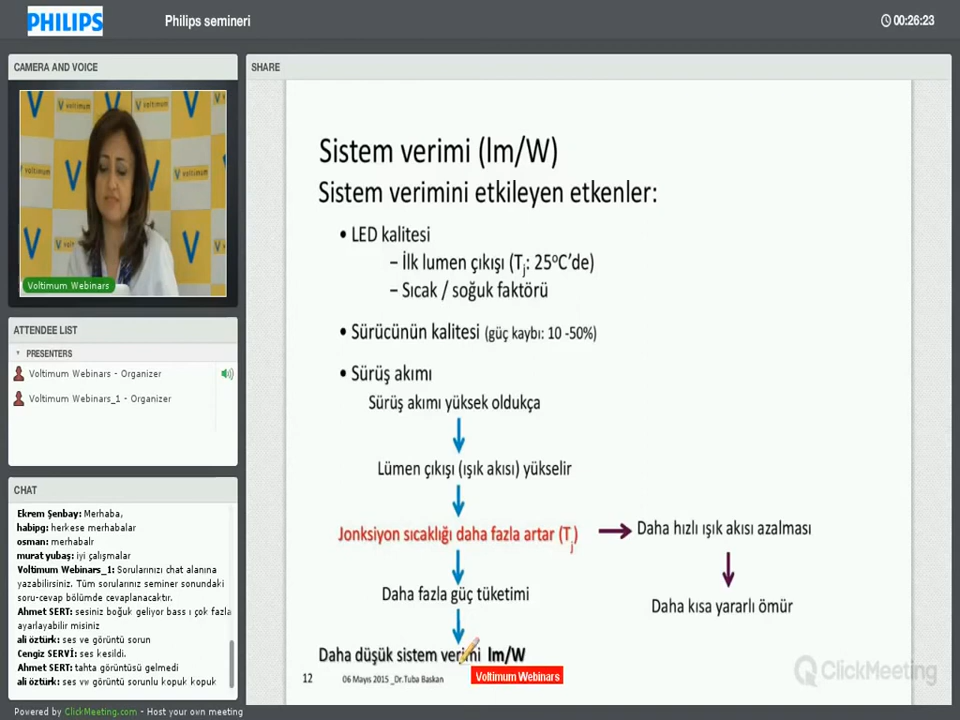 PHILIPS
Philips semineri
00:26:23
CAMERA AND VOICE
voltimum
voltimum
voltimum
Voltimum Webinars
ATTENDEE LIST
PRESENTERS
Voltimum Webinars - Organizer
Voltimum Webinars_1 - Organizer
CHAT
Ekrem Şenbay: Merhaba,
habipg: herkese merhabalar
osman: merhabalr
murat yubaş: iyi çalışmalar
Voltimum Webinars_1: Sorularınızı chat alanına
yazabilirsiniz. Tüm sorularınız seminer sonundaki
soru-cevap bölümde cevaplanacaktır.
Ahmet SERT: sesiniz boğuk geliyor bass ı çok fazla
ayarlayabilir misiniz
ali öztürk: ses ve görüntü sorun
Cengiz SERVİ: ses kesildi.
Ahmet SERT: tahta görüntüsü gelmedi
ali öztürk: ses vw görüntü sorunlu kopuk kopuk
SHARE
Sistem verimi (lm/W)
Sistem verimini etkileyen etkenler:
• LED kalitesi
– İlk lumen çıkışı (Tj: 25°C'de)
– Sıcak / soğuk faktörü
• Sürücünün kalitesi (güç kaybı: 10 -50%)
• Sürüş akımı
Sürüş akımı yüksek oldukça
Lümen çıkışı (ışık akısı) yükselir
Jonksiyon sıcaklığı daha fazla artar (Tj)
Daha hızlı ışık akısı azalması
Daha fazla güç tüketimi
Daha kısa yararlı ömür
Daha düşük sistem verimi lm/W
12
06 Mayıs 2015 _Dr.Tuba Baskan
Voltimum Webinars
ClickMeeting
Powered by ClickMeeting.com - Host your own meeting